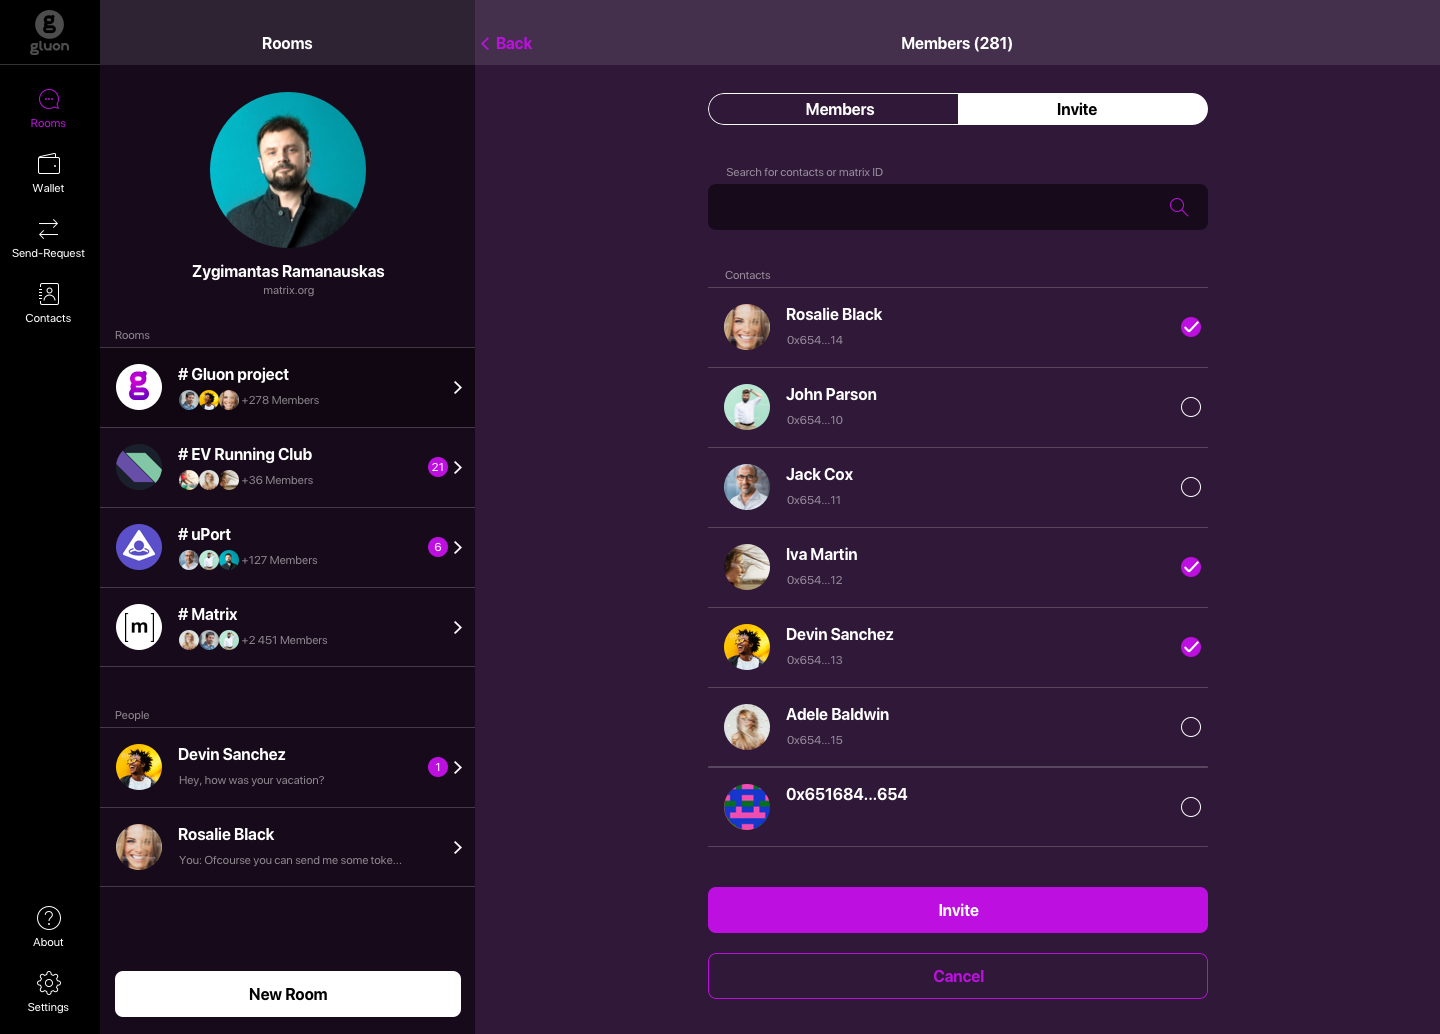 g
gluon
Rooms
Wallet
Send-Request
Contacts
About
Settings
Rooms
Zygimantas Ramanauskas
matrix.org
Rooms
g
# Gluon project
+278 Members
# EV Running Club
+36 Members
21
# uPort
+127 Members
6
[m]
# Matrix
+2 451 Members
People
Devin Sanchez
Hey, how was your vacation?
1
Rosalie Black
You: Ofcourse you can send me some toke...
New Room
Back
Members (281)
Members
Invite
Search for contacts or matrix ID
Contacts
Rosalie Black
0x654...14
John Parson
0x654...10
Jack Cox
0x654...11
Iva Martin
0x654...12
Devin Sanchez
0x654...13
Adele Baldwin
0x654...15
0x651684...654
Invite
Cancel